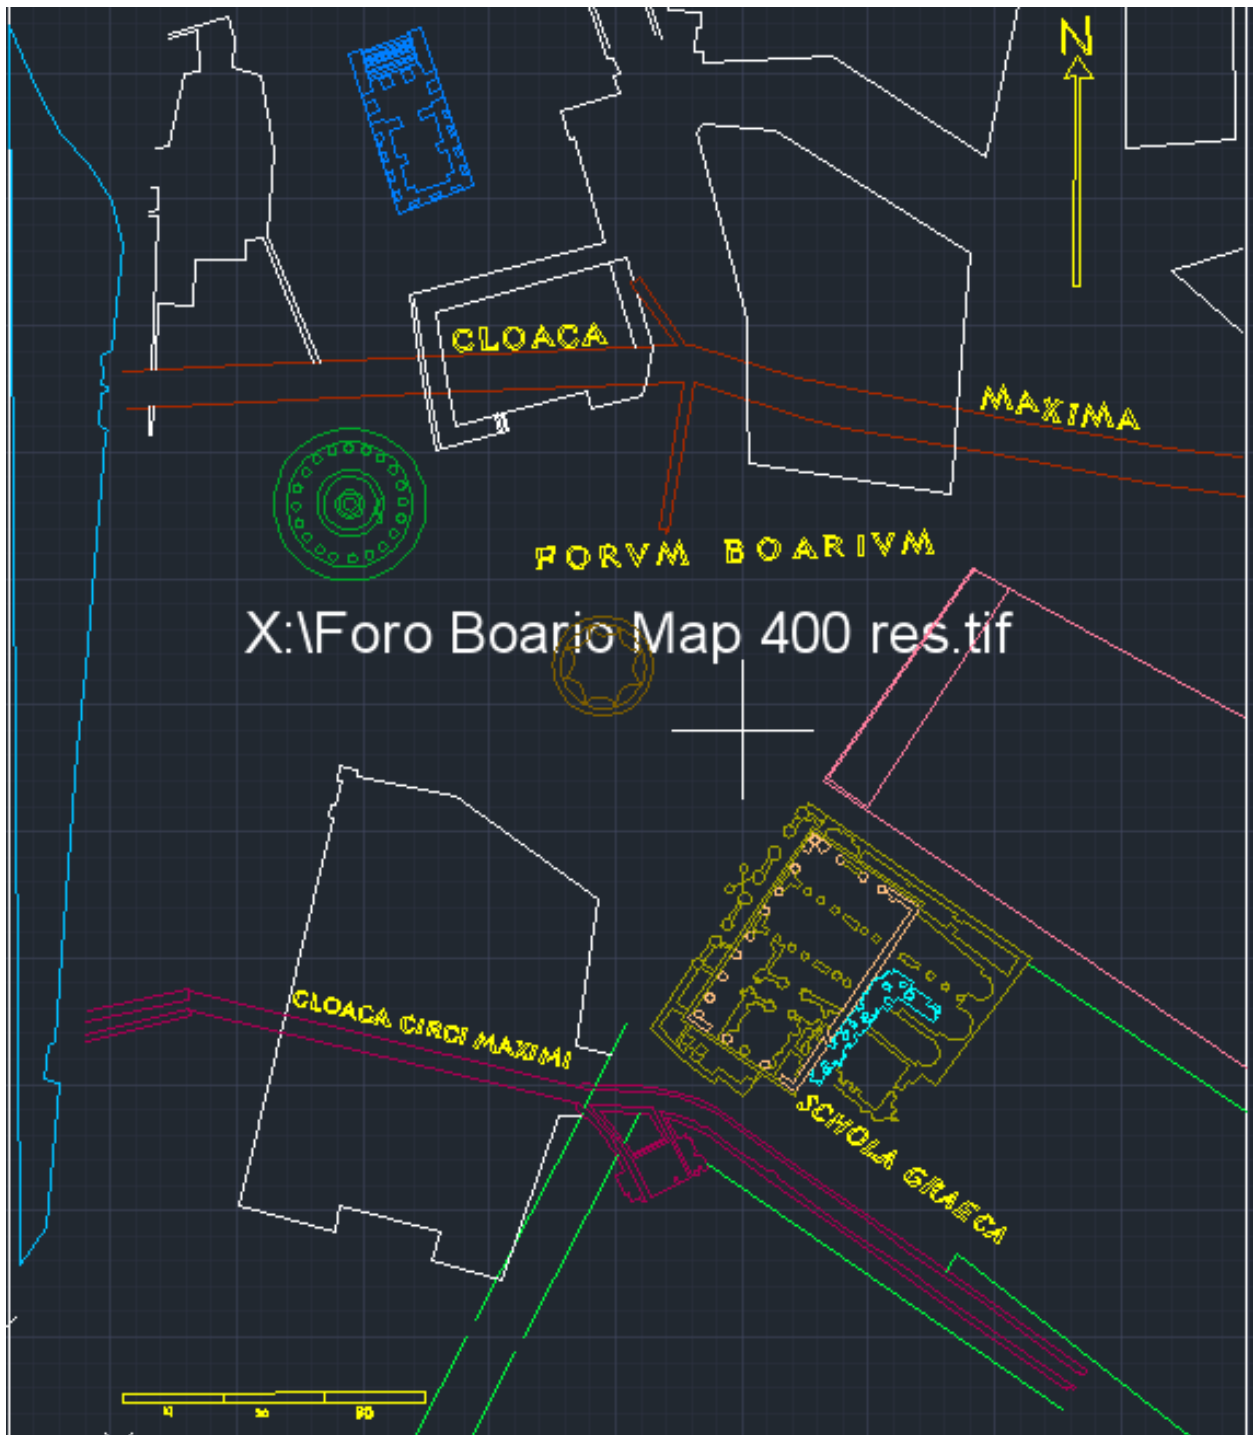 N
CLOACA
MAXIMA
FORVM BOARIVM
X:\Foro Boario Map 400 res.tif
CLOACA CIRCI MAXIMI
SCHOLA GRAECA